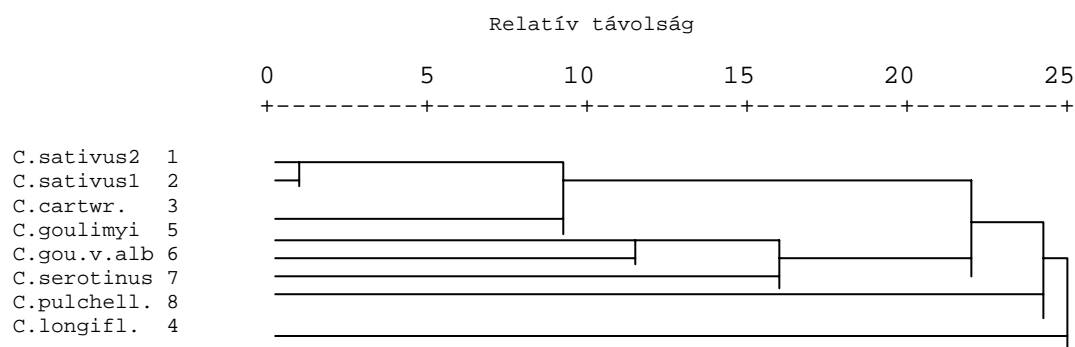 Relatív távolság
0 5 10 15 20 25
+---------+---------+---------+---------+---------+
C.sativus2 1
C.sativus1 2
C.cartwr. 3
C.goulimyi 5
C.gou.v.alb 6
C.serotinus 7
C.pulchell. 8
C.longifl. 4